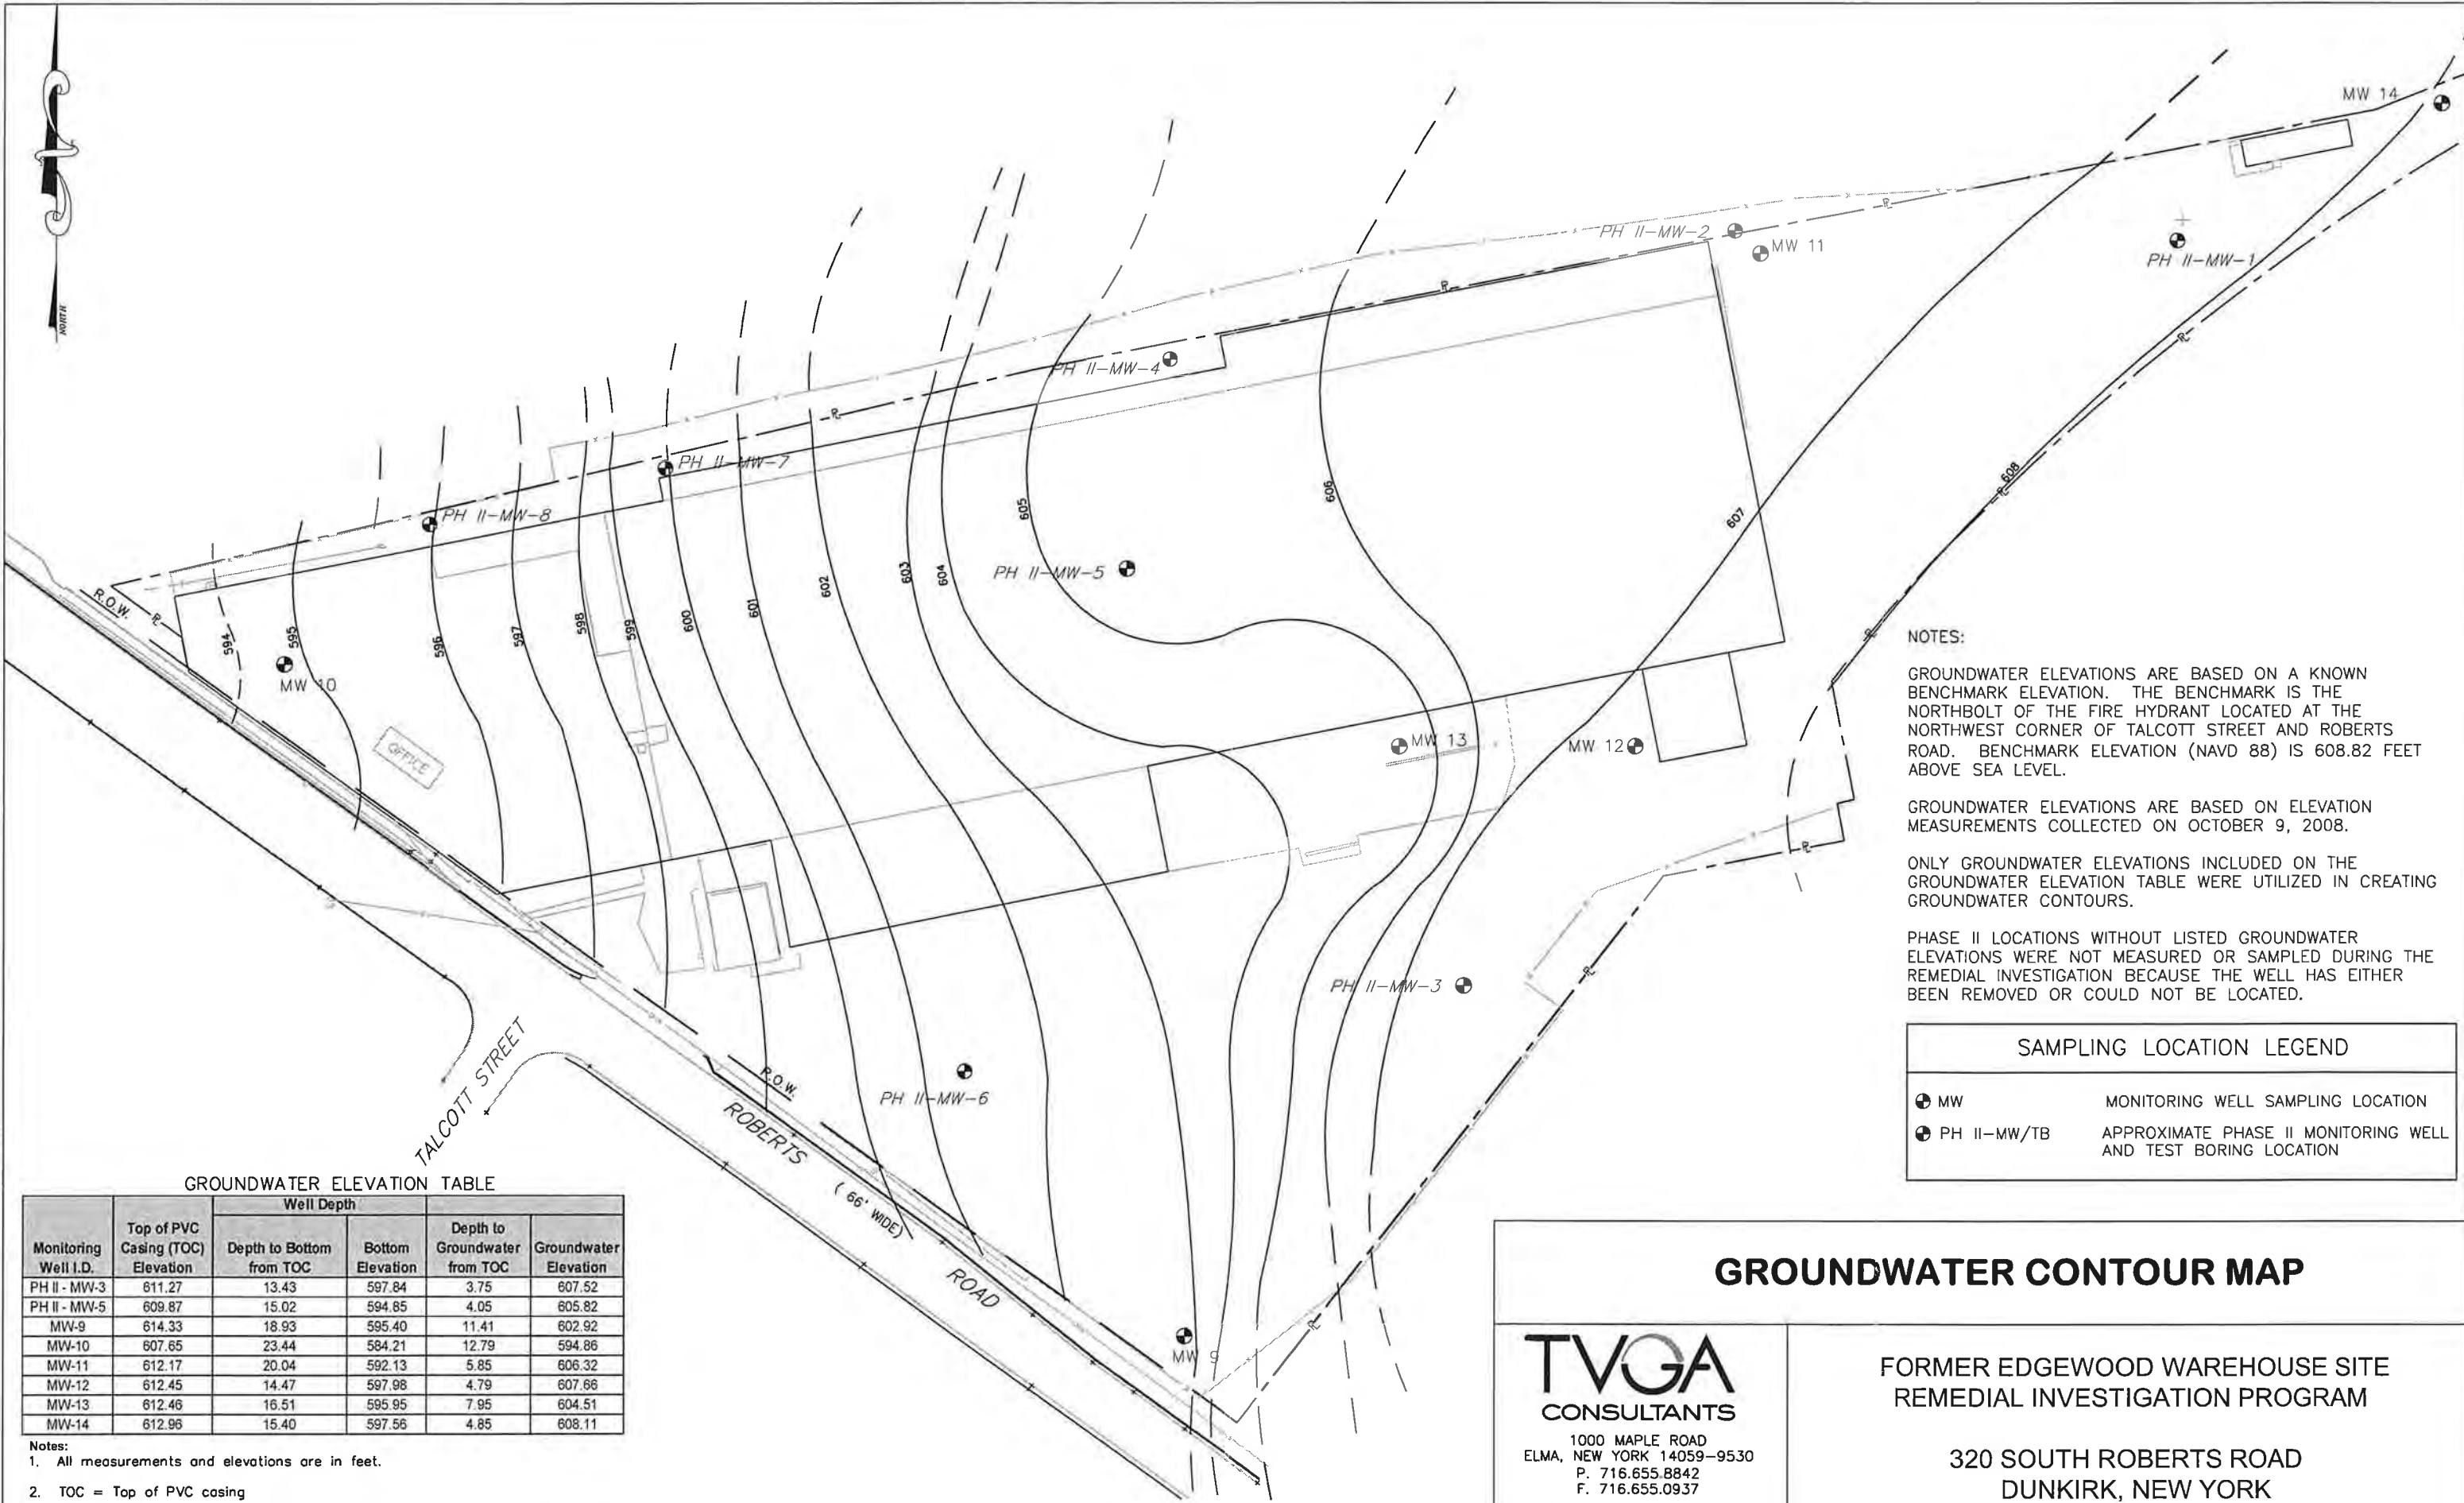 NORTH
MW 14
PH II-MW-2
MW 11
PH II-MW-1
PH II-MW-4
PH II-MW-7
PH II-MW-8
PH II-MW-5
MW 10
MW 13
MW 12
PH II-MW-3
PH II-MW-6
MW 9
594
595
596
597
598
599
600
601
602
603
604
605
606
607
608
R.O.W.
OFFICE
TALCOTT STREET
R.O.W.
ROBERTS
( 66' WIDE)
ROAD
NOTES:
GROUNDWATER ELEVATIONS ARE BASED ON A KNOWN
BENCHMARK ELEVATION. THE BENCHMARK IS THE
NORTHBOLT OF THE FIRE HYDRANT LOCATED AT THE
NORTHWEST CORNER OF TALCOTT STREET AND ROBERTS
ROAD. BENCHMARK ELEVATION (NAVD 88) IS 608.82 FEET
ABOVE SEA LEVEL.
GROUNDWATER ELEVATIONS ARE BASED ON ELEVATION
MEASUREMENTS COLLECTED ON OCTOBER 9, 2008.
ONLY GROUNDWATER ELEVATIONS INCLUDED ON THE
GROUNDWATER ELEVATION TABLE WERE UTILIZED IN CREATING
GROUNDWATER CONTOURS.
PHASE II LOCATIONS WITHOUT LISTED GROUNDWATER
ELEVATIONS WERE NOT MEASURED OR SAMPLED DURING THE
REMEDIAL INVESTIGATION BECAUSE THE WELL HAS EITHER
BEEN REMOVED OR COULD NOT BE LOCATED.
SAMPLING LOCATION LEGEND
MW MONITORING WELL SAMPLING LOCATION
PH II-MW/TB APPROXIMATE PHASE II MONITORING WELL
AND TEST BORING LOCATION
GROUNDWATER ELEVATION TABLE
Well Depth
Monitoring Well I.D. Top of PVC Casing (TOC) Elevation Depth to Bottom from TOC Bottom Elevation Depth to Groundwater from TOC Groundwater Elevation
PH II - MW-3 611.27 13.43 597.84 3.75 607.52
PH II - MW-5 609.87 15.02 594.85 4.05 605.82
MW-9 614.33 18.93 595.40 11.41 602.92
MW-10 607.65 23.44 584.21 12.79 594.86
MW-11 612.17 20.04 592.13 5.85 606.32
MW-12 612.45 14.47 597.98 4.79 607.66
MW-13 612.46 16.51 595.95 7.95 604.51
MW-14 612.96 15.40 597.56 4.85 608.11
Notes:
1. All measurements and elevations are in feet.
2. TOC = Top of PVC casing
GROUNDWATER CONTOUR MAP
TVGA
CONSULTANTS
1000 MAPLE ROAD
ELMA, NEW YORK 14059-9530
P. 716.655.8842
F. 716.655.0937
FORMER EDGEWOOD WAREHOUSE SITE
REMEDIAL INVESTIGATION PROGRAM
320 SOUTH ROBERTS ROAD
DUNKIRK, NEW YORK